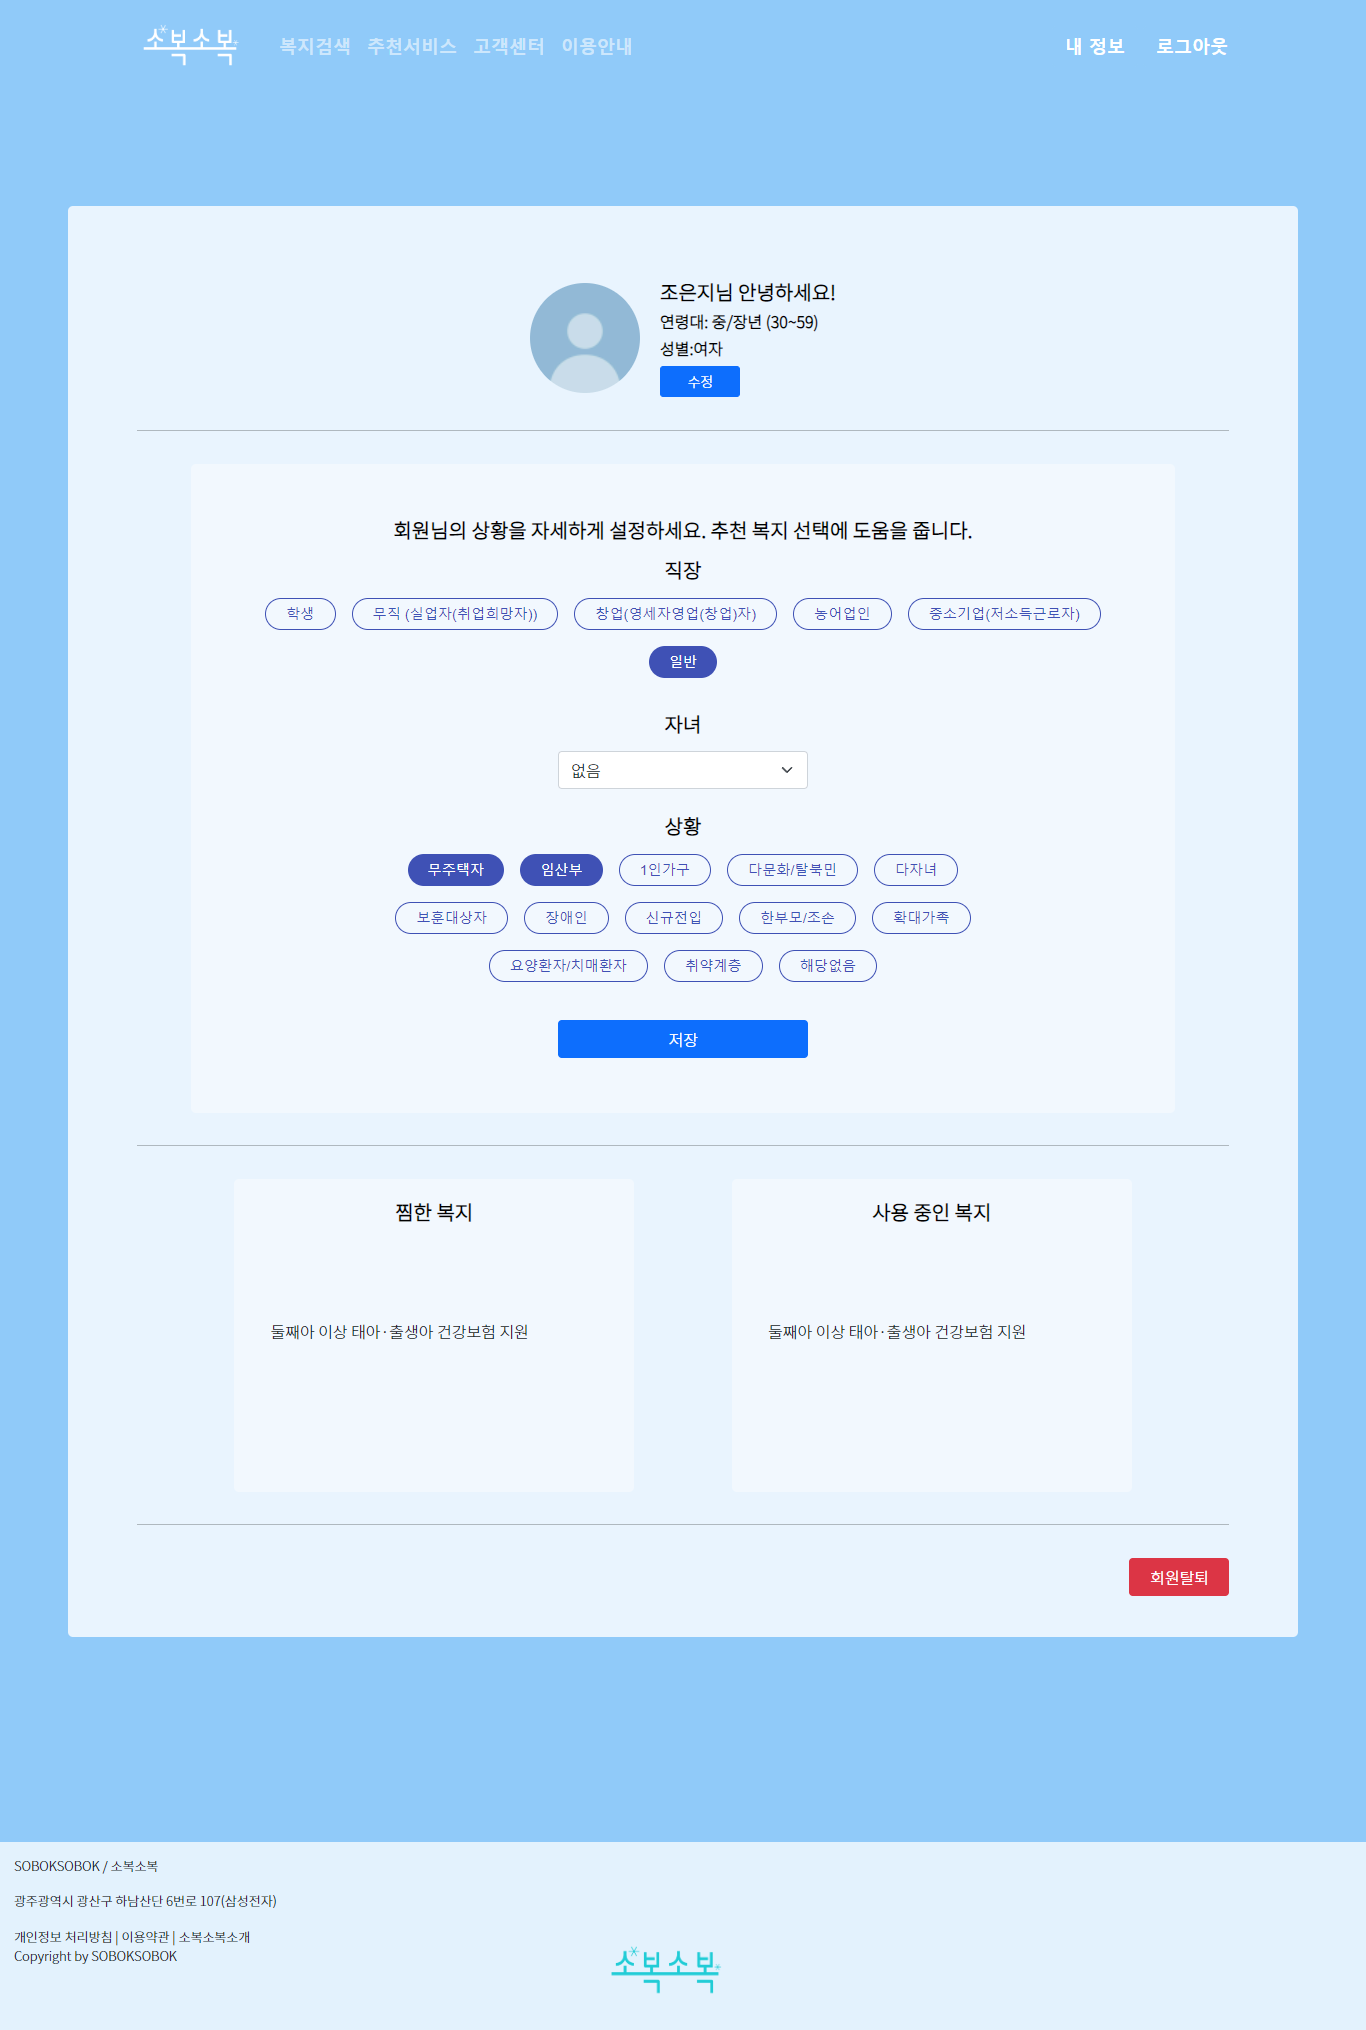 소복소복 복지검색 추천서비스 고객센터 이용안내 내 정보 로그아웃
조은지님 안녕하세요!
연령대: 중/장년 (30~59)
성별:여자
수정
회원님의 상황을 자세하게 설정하세요. 추천 복지 선택에 도움을 줍니다.
직장
학생 무직 (실업자(취업희망자)) 창업(영세자영업(창업)자) 농어업인 중소기업(저소득근로자)
일반
자녀
없음
상황
무주택자 임산부 1인가구 다문화/탈북민 다자녀
보훈대상자 장애인 신규전입 한부모/조손 확대가족
요양환자/치매환자 취약계층 해당없음
저장
찜한 복지
둘째아 이상 태아·출생아 건강보험 지원
사용 중인 복지
둘째아 이상 태아·출생아 건강보험 지원
회원탈퇴
SOBOKSOBOK / 소복소복
광주광역시 광산구 하남산단 6번로 107(삼성전자)
개인정보 처리방침 | 이용약관 | 소복소복소개
Copyright by SOBOKSOBOK
소복소복